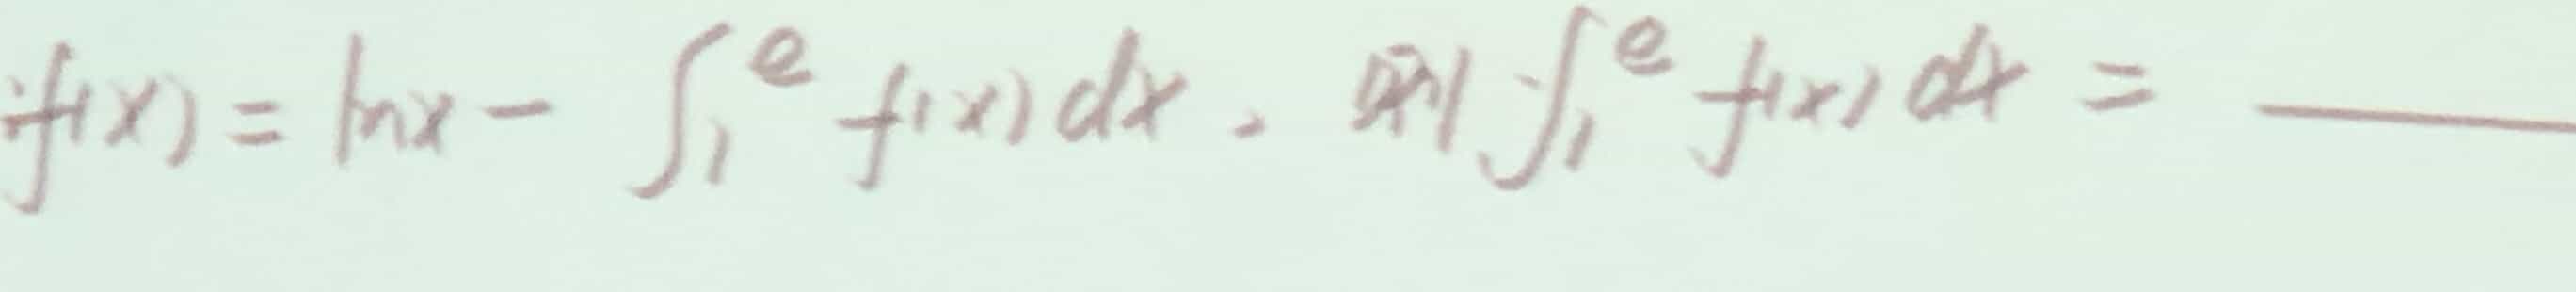 f(x) = lnx - ∫₁ᵉ f(x) dx, 则 ∫₁ᵉ f(x) dx = ____